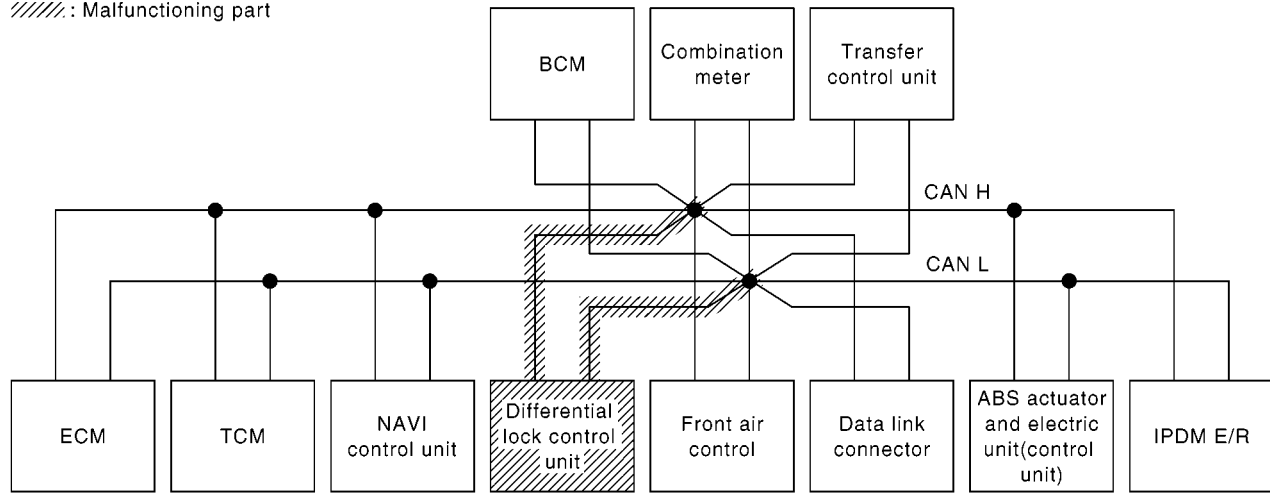 : Malfunctioning part
BCM
Combination
meter
Transfer
control unit
CAN H
CAN L
ECM
TCM
NAVI
control unit
Differential
lock control
unit
Front air
control
Data link
connector
ABS actuator
and electric
unit(control
unit)
IPDM E/R